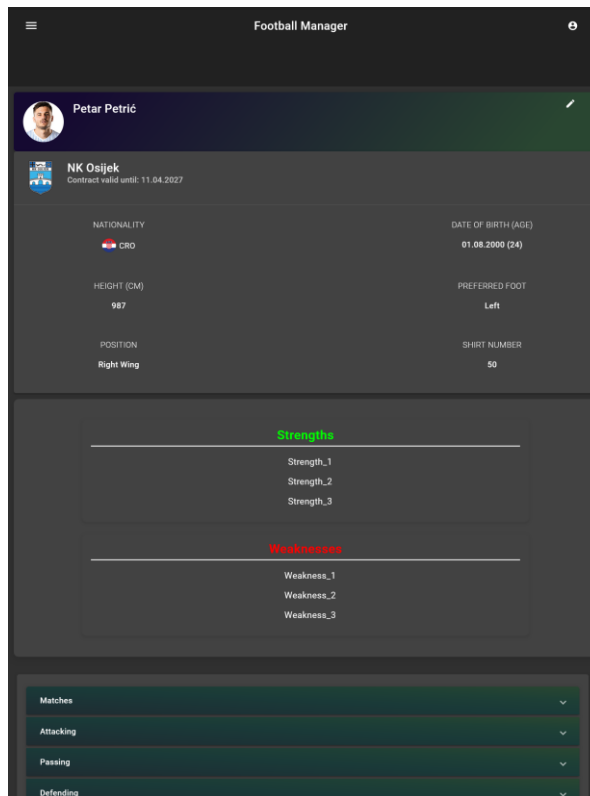 Football Manager
Petar Petrić
NK Osijek
Contract valid until: 11.04.2027
NATIONALITY
DATE OF BIRTH (AGE)
CRO
01.08.2000 (24)
HEIGHT (CM)
PREFERRED FOOT
987
Left
POSITION
SHIRT NUMBER
Right Wing
50
Strengths
Strength_1
Strength_2
Strength_3
Weaknesses
Weakness_1
Weakness_2
Weakness_3
Matches
Attacking
Passing
Defending